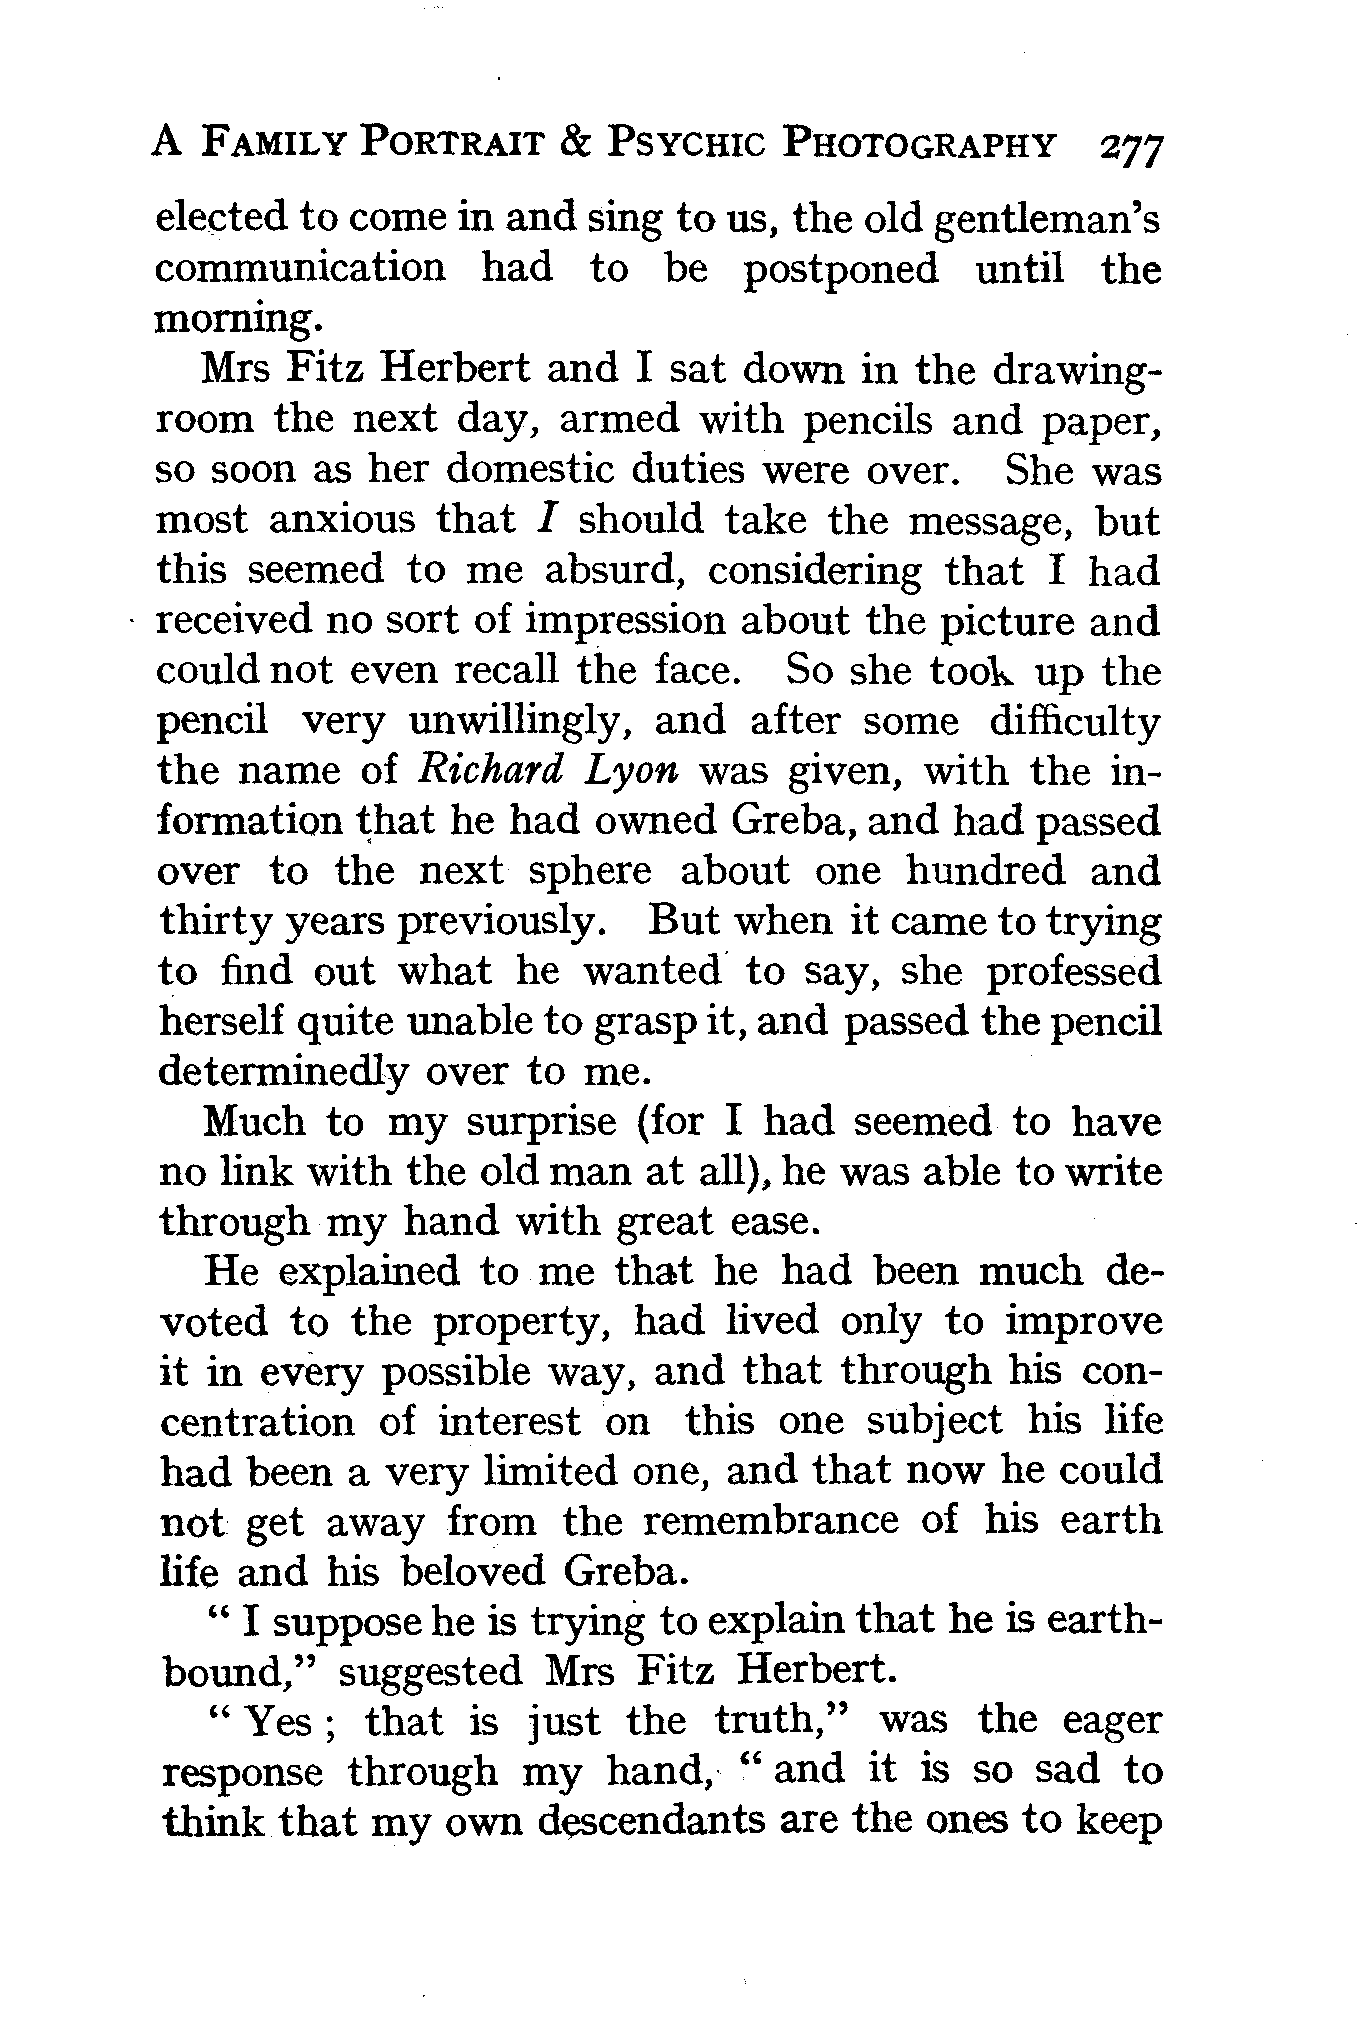 A FAMILY PORTRAIT & PSYCHIC PHOTOGRAPHY 277
elected to come in and sing to us, the old gentleman's
communication had to be postponed until the
morning.
Mrs Fitz Herbert and I sat down in the drawing-
room the next day, armed with pencils and paper,
so soon as her domestic duties were over. She was
most anxious that I should take the message, but
this seemed to me absurd, considering that I had
received no sort of impression about the picture and
could not even recall the face. So she took up the
pencil very unwillingly, and after some difficulty
the name of Richard Lyon was given, with the in-
formation that he had owned Greba, and had passed
over to the next sphere about one hundred and
thirty years previously. But when it came to trying
to find out what he wanted to say, she professed
herself quite unable to grasp it, and passed the pencil
determinedly over to me.
Much to my surprise (for I had seemed to have
no link with the old man at all), he was able to write
through my hand with great ease.
He explained to me that he had been much de-
voted to the property, had lived only to improve
it in every possible way, and that through his con-
centration of interest on this one subject his life
had been a very limited one, and that now he could
not get away from the remembrance of his earth
life and his beloved Greba.
“ I suppose he is trying to explain that he is earth-
bound,” suggested Mrs Fitz Herbert.
“ Yes ; that is just the truth,” was the eager
response through my hand, “ and it is so sad to
think that my own descendants are the ones to keep